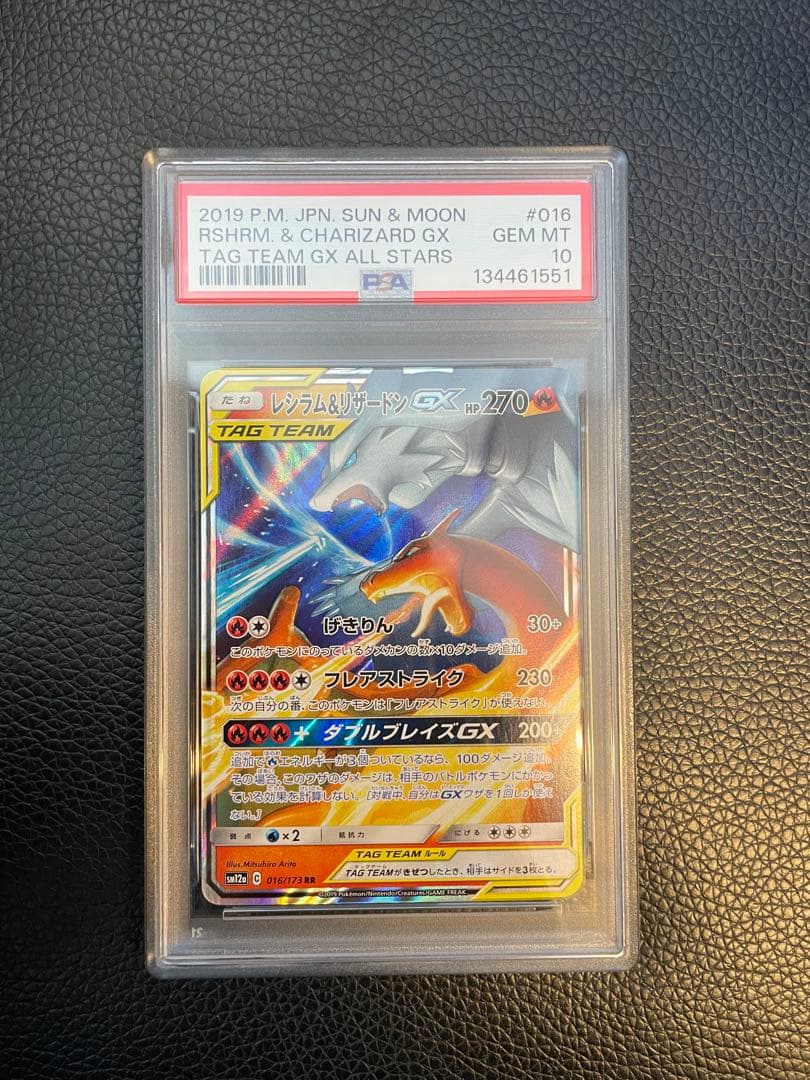 2019 P.M. JPN. SUN & MOON #016
RSHRM. & CHARIZARD GX GEM MT
TAG TEAM GX ALL STARS 10
PSA 134461551
たね レシラム&リザードンGX HP270
TAG TEAM
げきりん 30+
このポケモンにのっているダメカンの数×10ダメージ追加。
フレアストライク 230
次の自分の番、このポケモンは「フレアストライク」が使えない。
+ ダブルブレイズGX 200+
追加で エネルギーが3個ついているなら、100ダメージ追加。
その場合、このワザのダメージは、相手のバトルポケモンにかかっ
ている効果を計算しない。[対戦中、自分はGXワザを1回しか使え
ない。]
弱点 ×2 抵抗力 にげる
Illus. Mitsuhiro Arita
TAG TEAM ルール
TAG TEAMがきぜつしたとき、相手はサイドを3枚とる。
sm12a C 016/173 RR
©2019 Pokémon/Nintendo/Creatures/GAME FREAK.